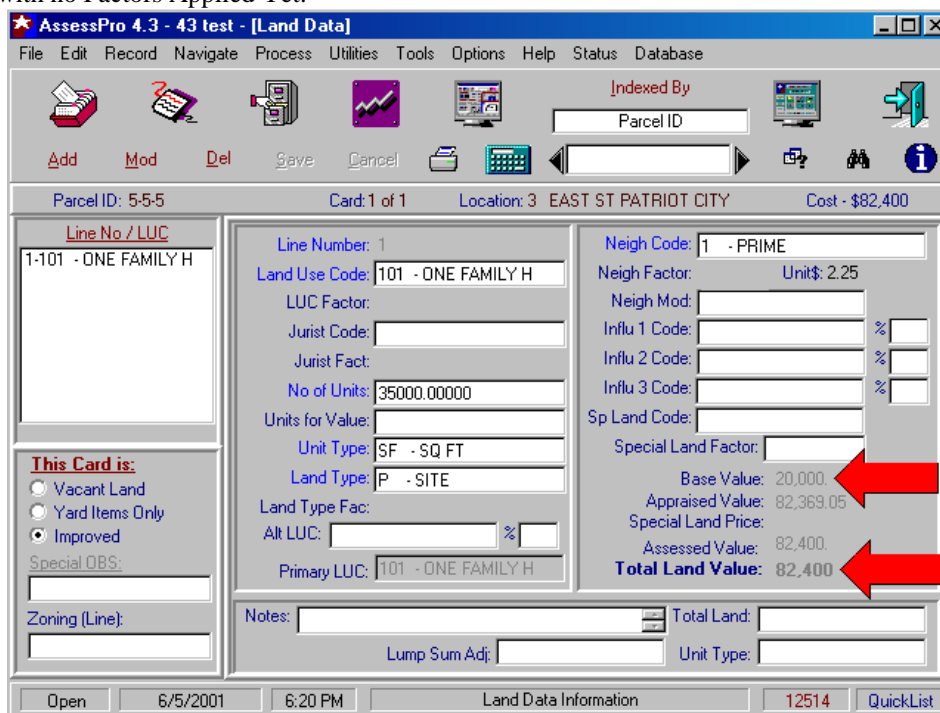 with no Factors Applied Yet.
AssessPro 4.3 - 43 test - [Land Data]
File Edit Record Navigate Process Utilities Tools Options Help Status Database
Indexed By
Parcel ID
Add Mod Del Save Cancel
Parcel ID: 5-5-5 Card: 1 of 1 Location: 3 EAST ST PATRIOT CITY Cost - $82,400
Line No / LUC
1-101 - ONE FAMILY H
This Card is:
Vacant Land
Yard Items Only
Improved
Special OBS:
Zoning (Line):
Line Number: 1
Land Use Code: 101 - ONE FAMILY H
LUC Factor:
Jurist Code:
Jurist Fact:
No of Units: 35000.00000
Units for Value:
Unit Type: SF - SQ FT
Land Type: P - SITE
Land Type Fac:
Alt LUC: %
Primary LUC: 101 - ONE FAMILY H
Neigh Code: 1 - PRIME
Neigh Factor: Unit$: 2.25
Neigh Mod:
Influ 1 Code: %
Influ 2 Code: %
Influ 3 Code: %
Sp Land Code:
Special Land Factor:
Base Value: 20,000.
Appraised Value: 82,369.05
Special Land Price:
Assessed Value: 82,400.
Total Land Value: 82,400
Notes: Total Land:
Lump Sum Adj: Unit Type:
Open 6/5/2001 6:20 PM Land Data Information 12514 QuickList